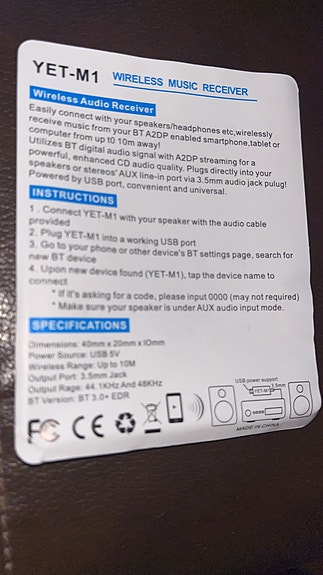 YET-M1 WIRELESS MUSIC RECEIVER
Wireless Audio Receiver
Easily connect with your speakers/headphones etc,wirelessly
receive music from your BT A2DP enabled smartphone,tablet or
computer from up t0 10m away!
Utilizes BT digital audio signal with A2DP streaming for a
powerful, enhanced CD audio quality. Plugs directly into your
speakers or stereos' AUX line-in port via 3.5mm audio jack pulug!
Powered by USB port, convenient and universal.
INSTRUCTIONS
1 . Connect YET-M1 with your speaker with the audio cable
provided
2. Plug YET-M1 into a working USB port
3. Go to your phone or other device's BT settings page, search for
new BT device
4. Upon new device found (YET-M1), tap the device name to
connect
* If it's asking for a code, please input 0000 (may not required)
* Make sure your speaker is under AUX audio input mode.
SPECIFICATIONS
Dimensions: 40mm x 20mm x IOmm
Power Source: USB 5V
Wireless Range: Up to 10M
Output Port: 3.5mm Jack
Output Rage: 44.1KHz And 48KHz
BT Version: BT 3.0+ EDR
USB power support
3.5mm
YET-M1
FC CE
MADE IN CHINA